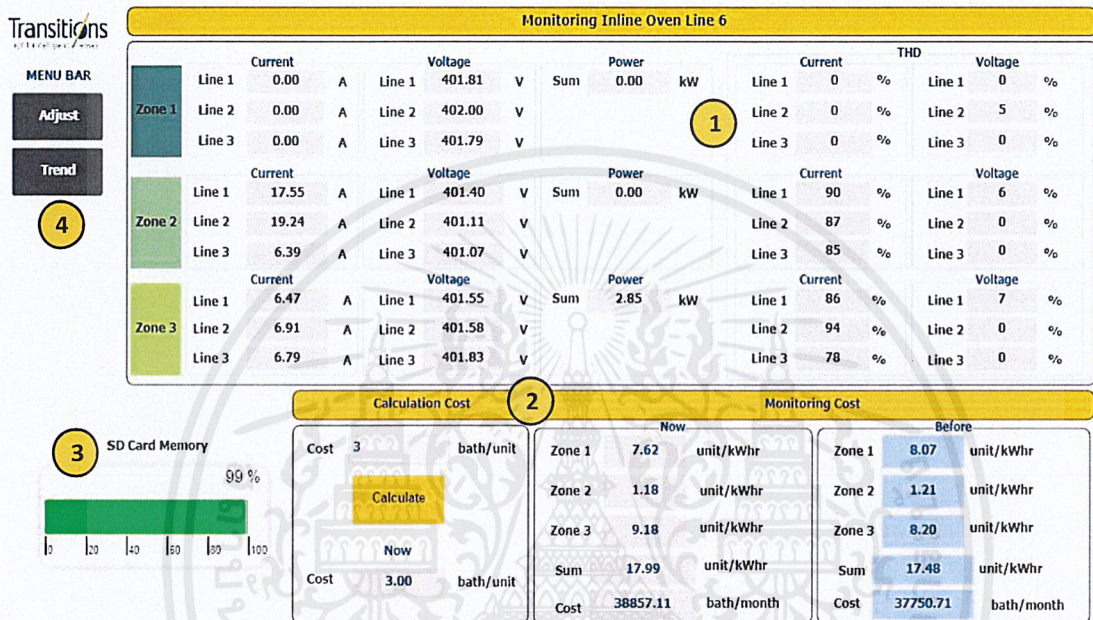 Transitions
Monitoring Inline Oven Line 6
MENU BAR
Adjust
Trend
4
THD
Zone 1
Current Voltage Power Current Voltage
Line 1 0.00 A Line 1 401.81 V Sum 0.00 kW Line 1 0 % Line 1 0 %
Line 2 0.00 A Line 2 402.00 V 1 Line 2 0 % Line 2 5 %
Line 3 0.00 A Line 3 401.79 V Line 3 0 % Line 3 0 %
Zone 2
Current Voltage Power Current Voltage
Line 1 17.55 A Line 1 401.40 V Sum 0.00 kW Line 1 90 % Line 1 6 %
Line 2 19.24 A Line 2 401.11 V Line 2 87 % Line 2 0 %
Line 3 6.39 A Line 3 401.07 V Line 3 85 % Line 3 0 %
Zone 3
Current Voltage Power Current Voltage
Line 1 6.47 A Line 1 401.55 V Sum 2.85 kW Line 1 86 % Line 1 7 %
Line 2 6.91 A Line 2 401.58 V Line 2 94 % Line 2 0 %
Line 3 6.79 A Line 3 401.83 V Line 3 78 % Line 3 0 %
3
SD Card Memory
99 %
0 20 40 60 80 100
Calculation Cost 2 Monitoring Cost
Cost 3 bath/unit
Calculate
Now
Cost 3.00 bath/unit
Now
Zone 1 7.62 unit/kWhr
Zone 2 1.18 unit/kWhr
Zone 3 9.18 unit/kWhr
Sum 17.99 unit/kWhr
Cost 38857.11 bath/month
Before
Zone 1 8.07 unit/kWhr
Zone 2 1.21 unit/kWhr
Zone 3 8.20 unit/kWhr
Sum 17.48 unit/kWhr
Cost 37750.71 bath/month